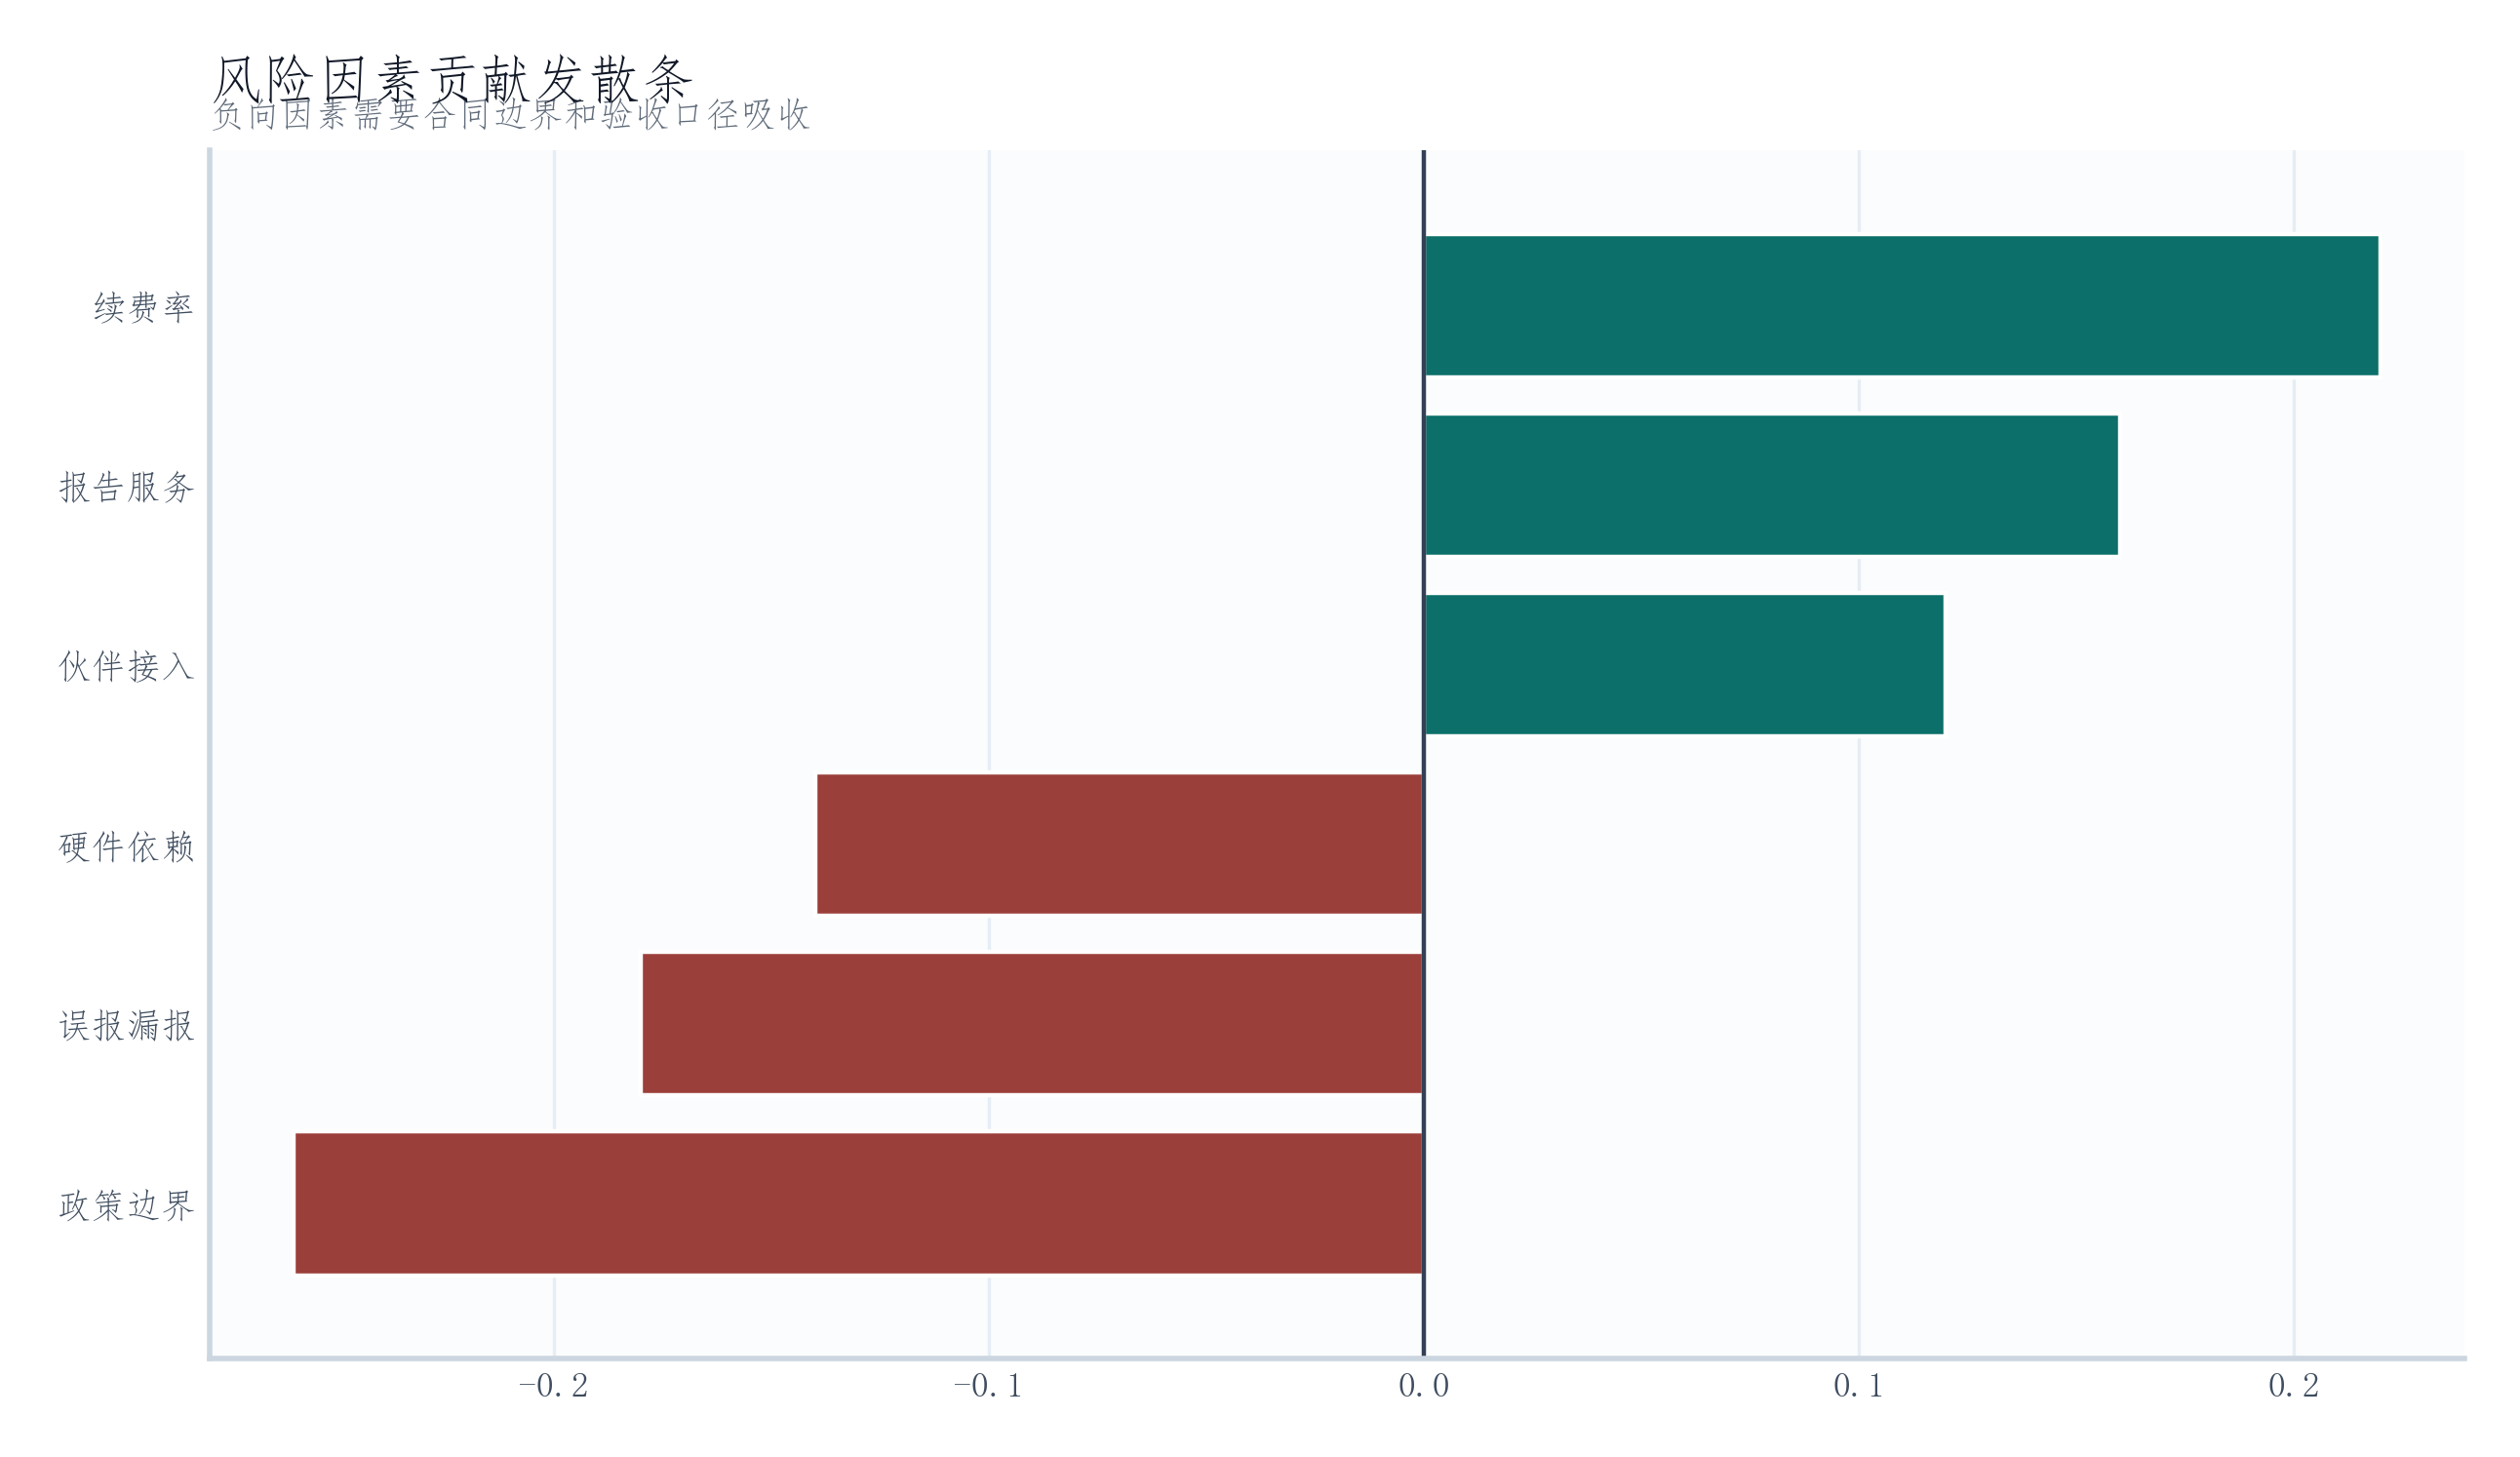 风险因素贡献发散条
负向因素需要合同边界和验收口径吸收
续费率
报告服务
伙伴接入
硬件依赖
误报漏报
政策边界
-0.2 -0.1 0.0 0.1 0.2